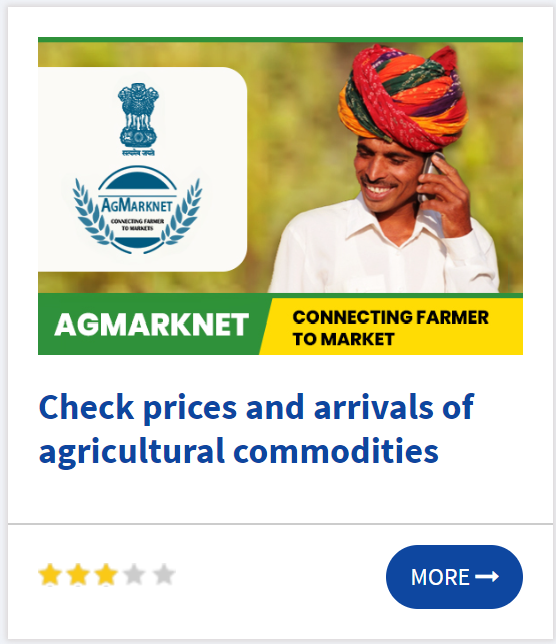 सत्यमेव जयते
AGMARKNET
CONNECTING FARMER
TO MARKETS
AGMARKNET
CONNECTING FARMER
TO MARKET
Check prices and arrivals of
agricultural commodities
MORE